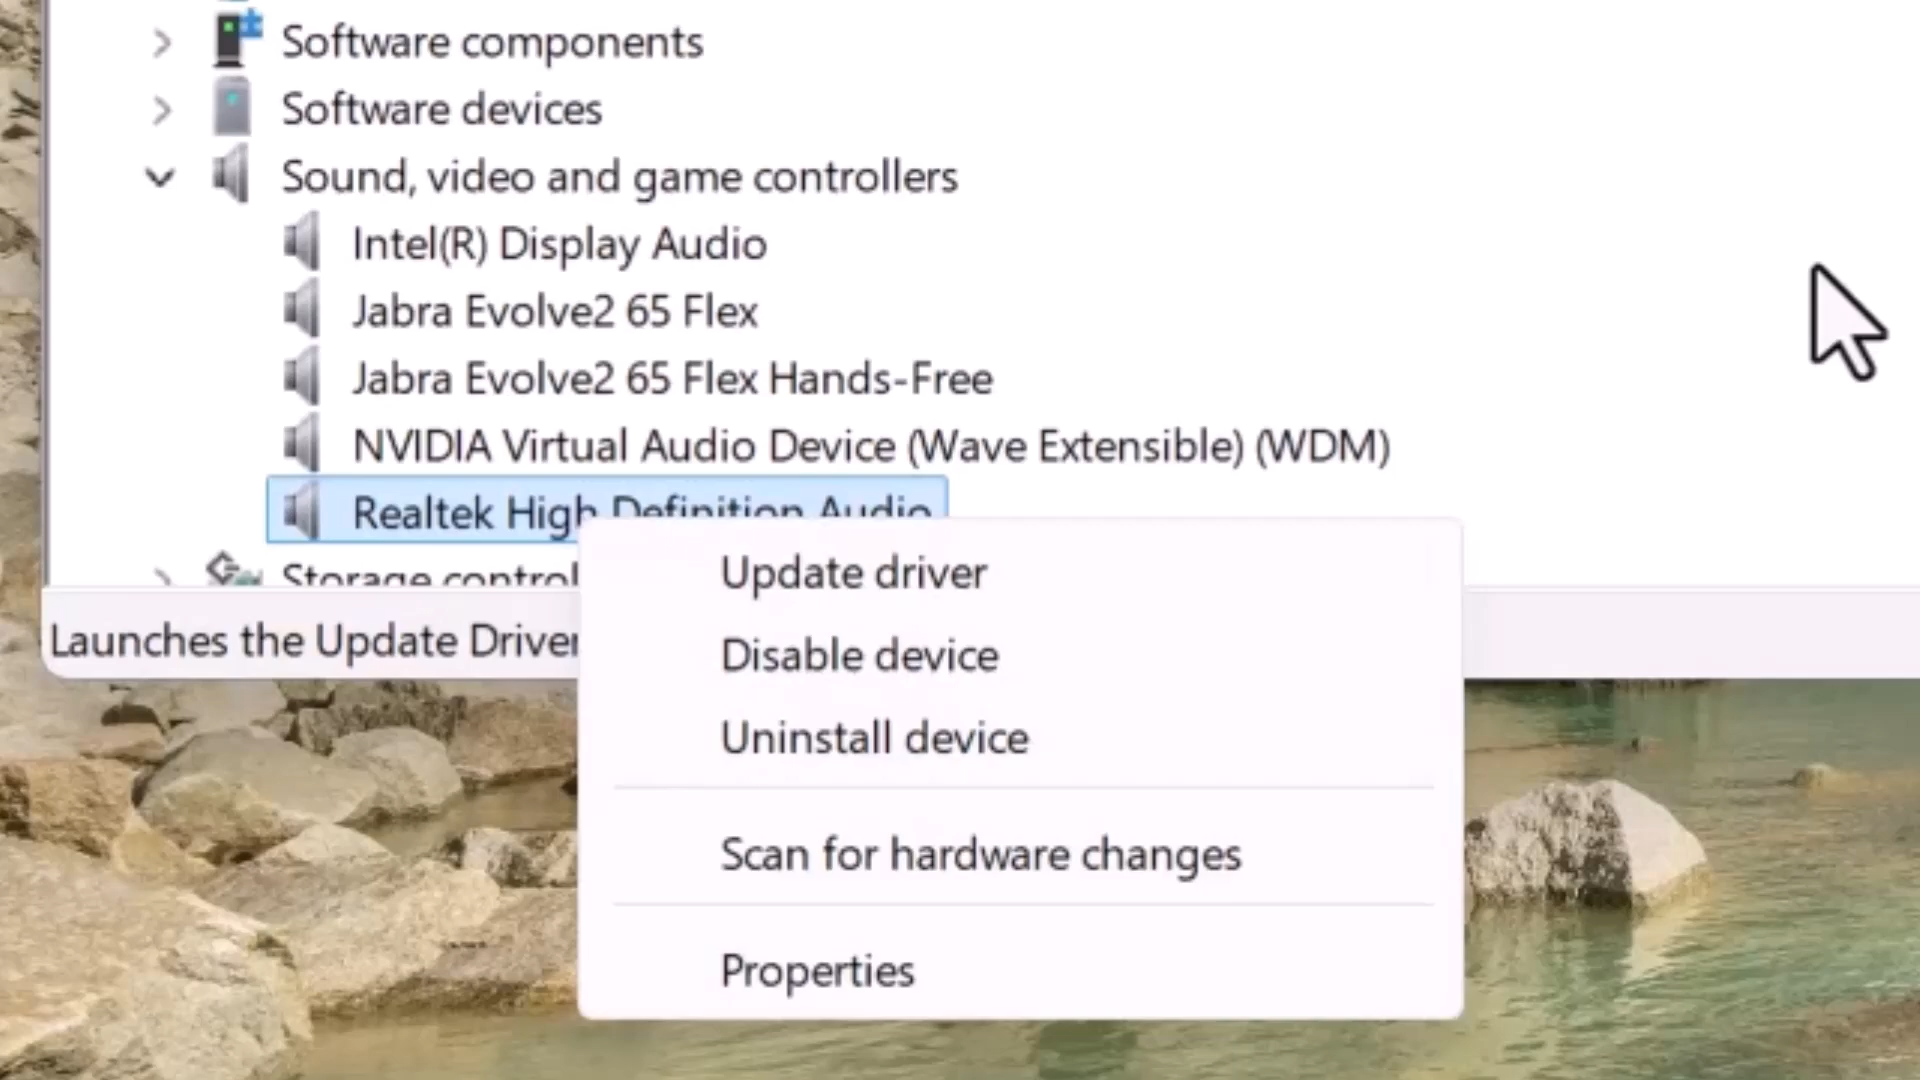 Software components
Software devices
Sound, video and game controllers
Intel(R) Display Audio
Jabra Evolve2 65 Flex
Jabra Evolve2 65 Flex Hands-Free
NVIDIA Virtual Audio Device (Wave Extensible) (WDM)
Realtek High Definition Audio
Storage control
Launches the Update Driver
Update driver
Disable device
Uninstall device
Scan for hardware changes
Properties